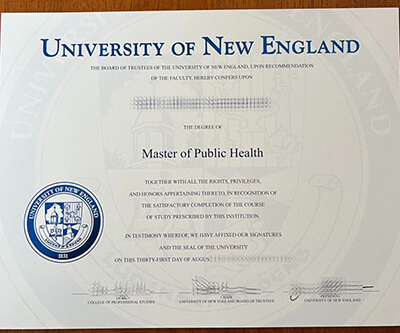 UNIVERSITY OF NEW ENGLAND
THE BOARD OF TRUSTEES OF THE UNIVERSITY OF NEW ENGLAND, UPON RECOMMENDATION
OF THE FACULTY, HEREBY CONFERS UPON
THE DEGREE OF
Master of Public Health
TOGETHER WITH ALL THE RIGHTS, PRIVILEGES,
AND HONORS APPERTAINING THERETO, IN RECOGNITION OF
THE SATISFACTORY COMPLETION OF THE COURSE
OF STUDY PRESCRIBED BY THIS INSTITUTION.
IN TESTIMONY WHEREOF, WE HAVE AFFIXED OUR SIGNATURES
AND THE SEAL OF THE UNIVERSITY
ON THIS THIRTY-FIRST DAY OF AUGUS
UNIVERSITY OF NEW ENGLAND
1831
CHAIR
PRESIDENT
COLLEGE OF PROFESSIONAL STUDIES
UNIVERSITY OF NEW ENGLAND BOARD OF TRUSTEES
UNIVERSITY OF NEW ENGLAND